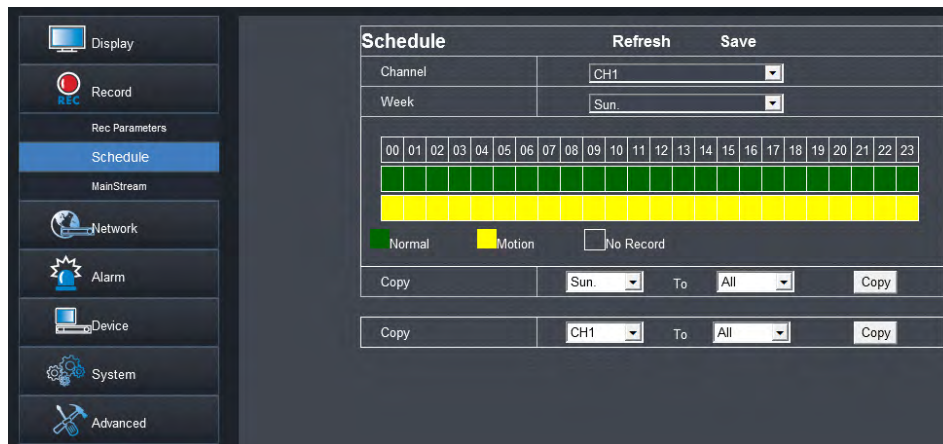 Display
REC
Record
Rec Parameters
Schedule
MainStream
Network
Alarm
Device
System
Advanced
Schedule Refresh Save
Channel CH1
Week Sun.
00 01 02 03 04 05 06 07 08 09 10 11 12 13 14 15 16 17 18 19 20 21 22 23
Normal Motion No Record
Copy Sun. To All Copy
Copy CH1 To All Copy